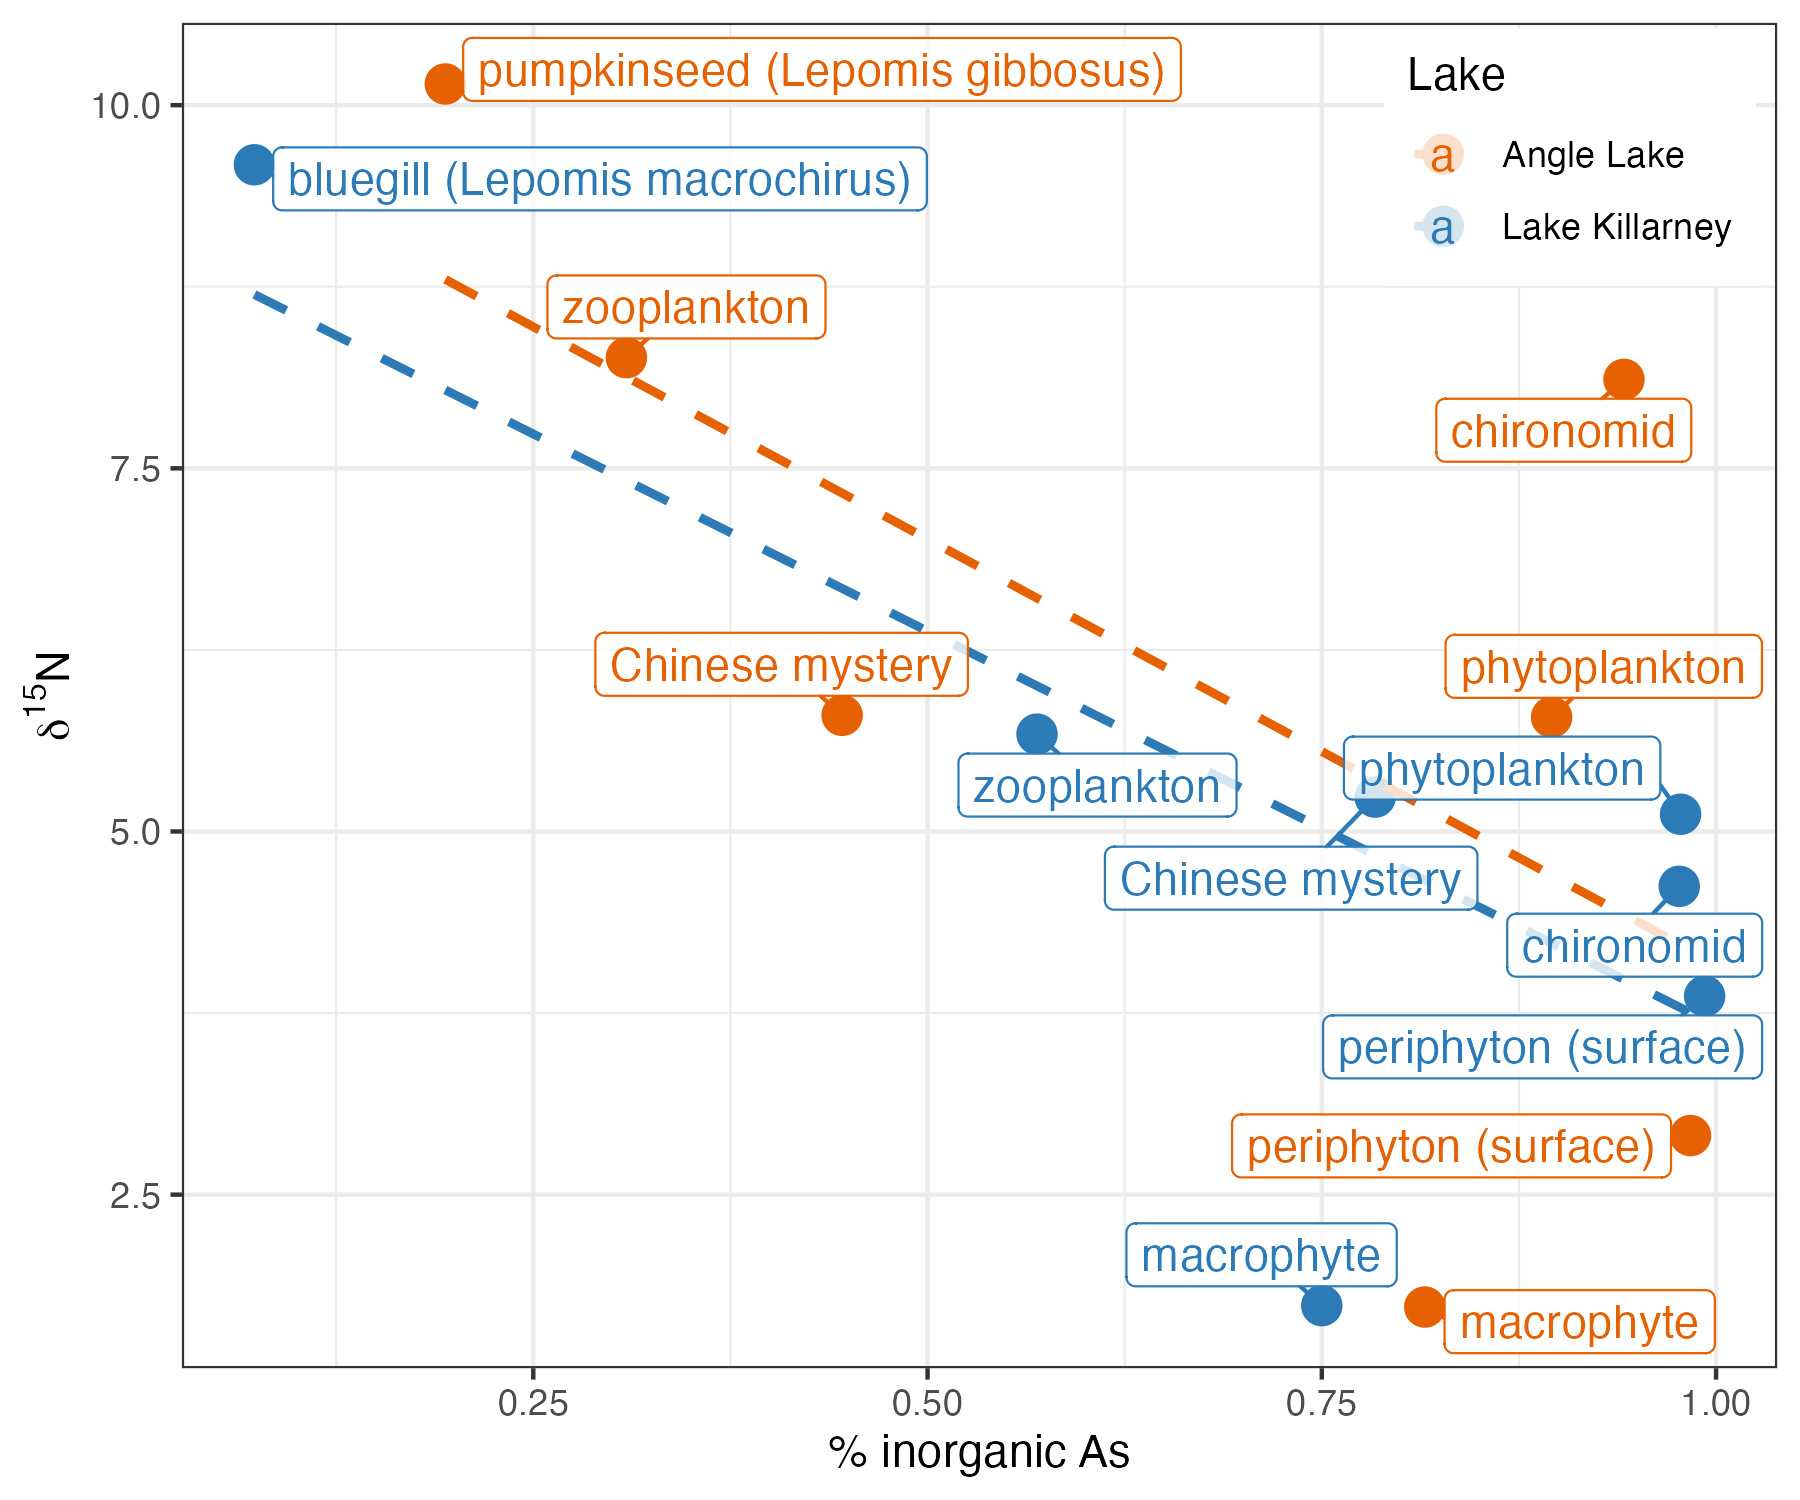 pumpkinseed (Lepomis gibbosus)
Lake
10.0
a Angle Lake
bluegill (Lepomis macrochirus)
a Lake Killarney
zooplankton
chironomid
7.5
Chinese mystery
phytoplankton
δ¹⁵N
phytoplankton
zooplankton
5.0
Chinese mystery
chironomid
periphyton (surface)
periphyton (surface)
2.5
macrophyte
macrophyte
0.25 0.50 0.75 1.00
% inorganic As